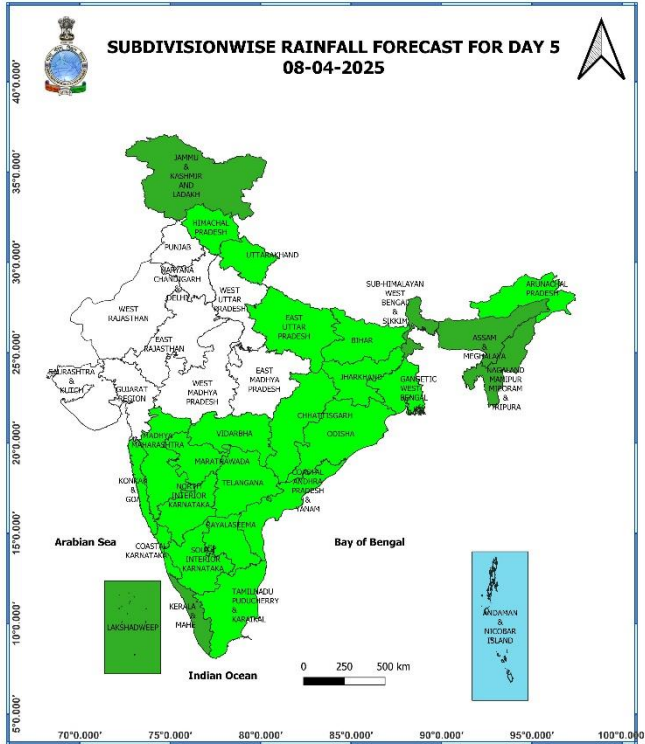 SUBDIVISIONWISE RAINFALL FORECAST FOR DAY 5
08-04-2025
40°0.000'
35°0.000'
30°0.000'
25°0.000'
20°0.000'
15°0.000'
10°0.000'
5°0.000'
JAMMU
&
KASHMIR
AND
LADAKH
HIMACHAL
PRADESH
PUNJAB
UTTARAKHAND
HARYANA
CHANDIGARH
&
DELHI
WEST
UTTAR
PRADESH
WEST
RAJASTHAN
EAST
RAJASTHAN
EAST
UTTAR
PRADESH
BIHAR
SUB-HIMALAYAN
WEST
BENGAL
&
SIKKIM
ARUNACHAL
PRADESH
ASSAM
&
MEGHALAYA
NAGALAND
MANIPUR
MIZORAM
&
TRIPURA
SAURASHTRA
&
KUTCH
GUJARAT
REGION
WEST
MADHYA
PRADESH
EAST
MADHYA
PRADESH
JHARKHAND
GANGETIC
WEST
BENGAL
CHHATTISGARH
ODISHA
MADHYA
MAHARASHTRA
VIDARBHA
MARATHWADA
KONKAN
&
GOA
TELANGANA
COASTAL
ANDHRA
PRADESH
&
YANAM
NORTH
INTERIOR
KARNATAKA
RAYALASEEMA
COASTAL
KARNATAKA
SOUTH
INTERIOR
KARNATAKA
TAMILNADU
PUDUCHERRY
&
KARAIKAL
KERALA
&
MAHE
LAKSHADWEEP
ANDAMAN
&
NICOBAR
ISLAND
Arabian Sea
Bay of Bengal
Indian Ocean
0 250 500 km
70°0.000' 75°0.000' 80°0.000' 85°0.000' 90°0.000' 95°0.000' 100°0.000'